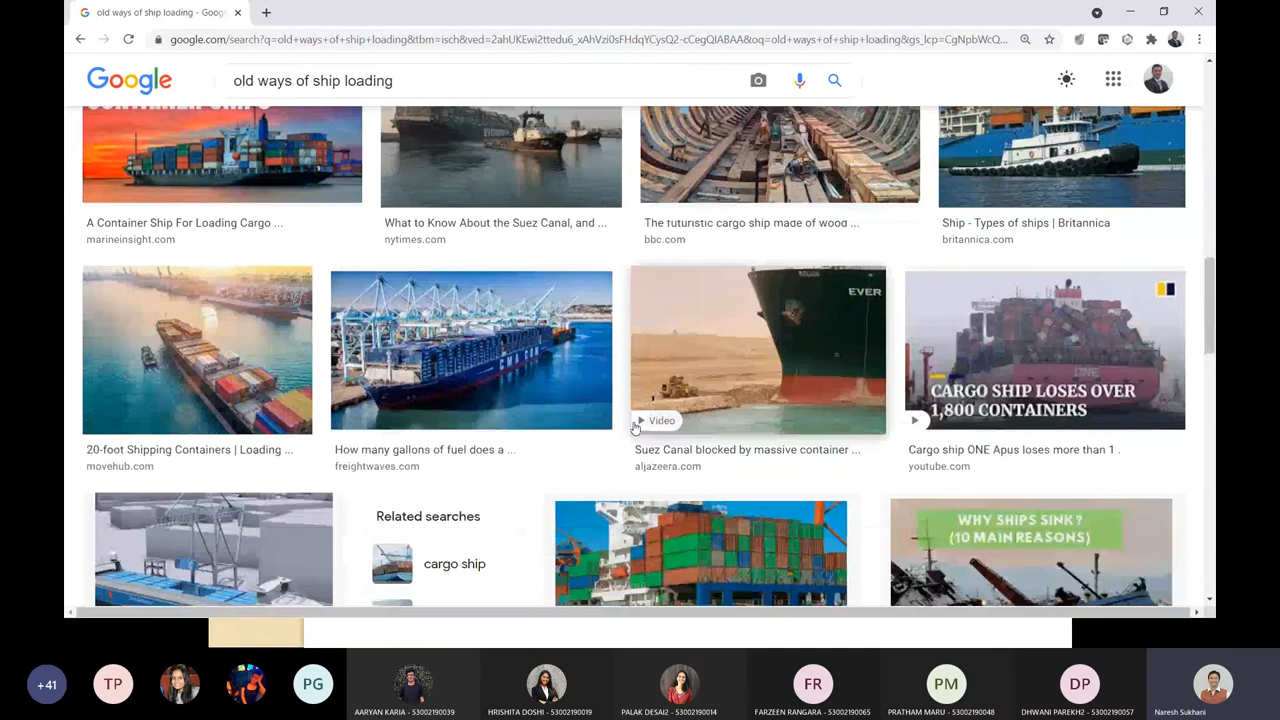 old ways of ship loading - Goog
google.com/search?q=old+ways+of+ship+loading&tbm=isch&ved=2ahUKEwi2ttedu6_xAhVzi0sFHdqYCysQ2-cCegQIABAA&oq=old+ways+of+ship+loading&gs_lcp=CgNpbWcQ...
Google
old ways of ship loading
A Container Ship For Loading Cargo ...
marineinsight.com
What to Know About the Suez Canal, and ...
nytimes.com
The futuristic cargo ship made of wood ...
bbc.com
Ship - Types of ships | Britannica
britannica.com
CMA CGM
EVER
Video
ONE
CARGO SHIP LOSES OVER
1,800 CONTAINERS
20-foot Shipping Containers | Loading ...
movehub.com
How many gallons of fuel does a ...
freightwaves.com
Suez Canal blocked by massive container ...
aljazeera.com
Cargo ship ONE Apus loses more than 1 .
youtube.com
Related searches
cargo ship
WHY SHIPS SINK?
(10 MAIN REASONS)
+41
TP
PG
AARYAN KARIA - 53002190039
HRISHITA DOSHI - 53002190019
PALAK DESAI2 - 53002190014
FR
FARZEEN RANGARA - 53002190065
PM
PRATHAM MARU - 53002190048
DP
DHWANI PAREKH2 - 53002190057
Naresh Sukhani